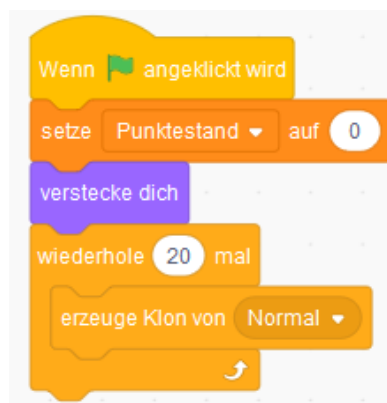 Wenn angeklickt wird
setze Punktestand auf 0
verstecke dich
wiederhole 20 mal
erzeuge Klon von Normal